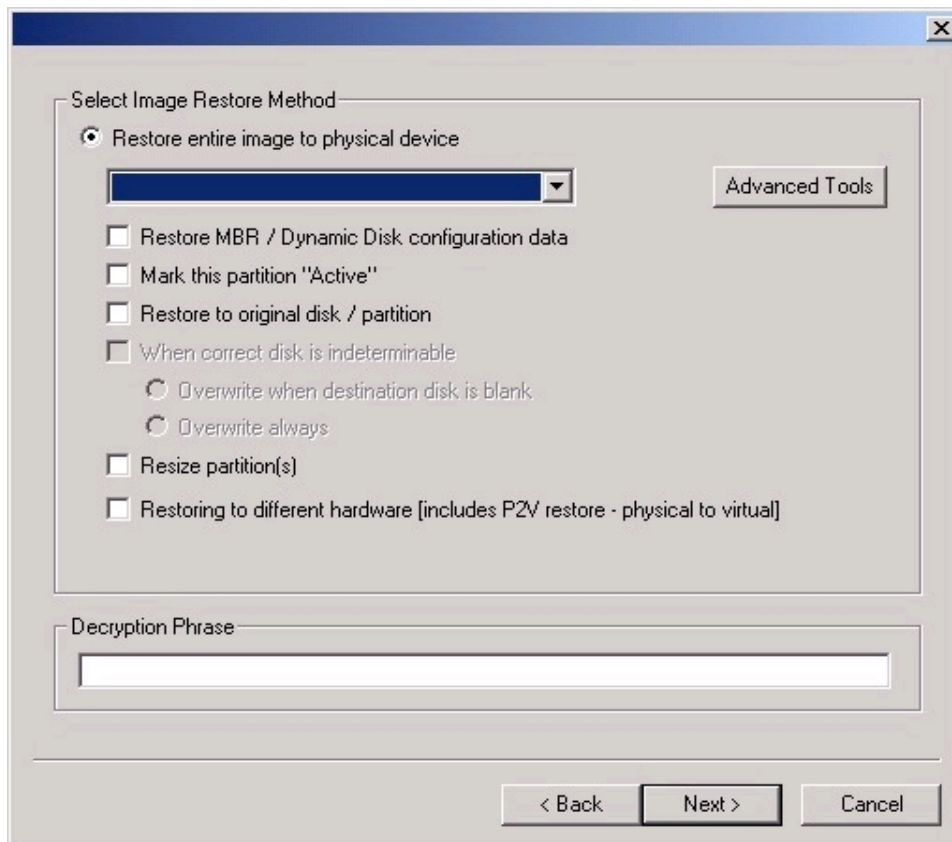 Select Image Restore Method
Restore entire image to physical device
Advanced Tools
Restore MBR / Dynamic Disk configuration data
Mark this partition "Active"
Restore to original disk / partition
When correct disk is indeterminable
Overwrite when destination disk is blank
Overwrite always
Resize partition(s)
Restoring to different hardware [includes P2V restore - physical to virtual]
Decryption Phrase
< Back Next > Cancel